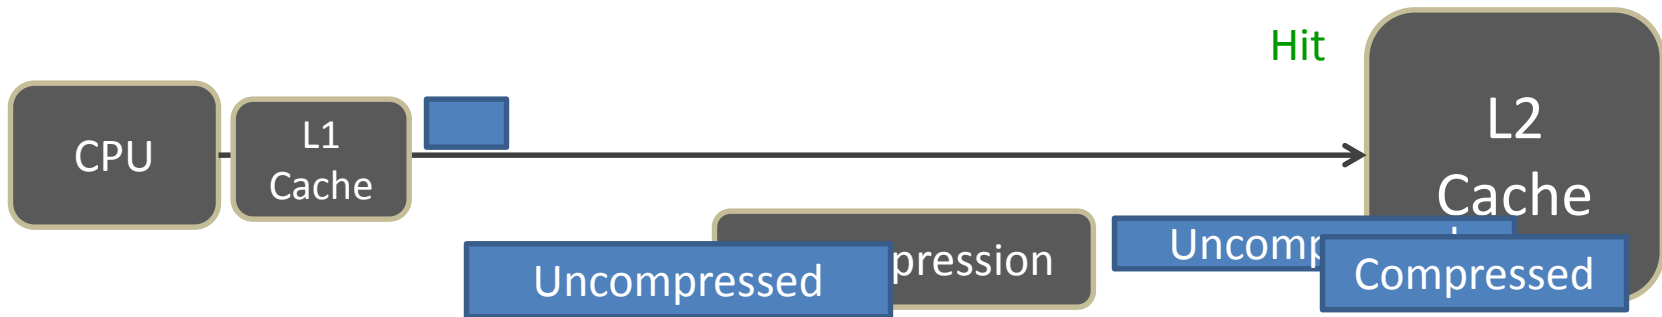 Hit
CPU
L1
Cache
L2
Cache
Uncompressed
pression
Uncomp
Compressed